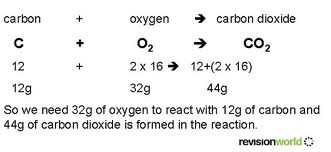 carbon + oxygen ➔ carbon dioxide
C + O₂ ➔ CO₂
12 + 2 x 16 ➔ 12+(2 x 16)
12g 32g 44g
So we need 32g of oxygen to react with 12g of carbon and
44g of carbon dioxide is formed in the reaction.
revisionworld